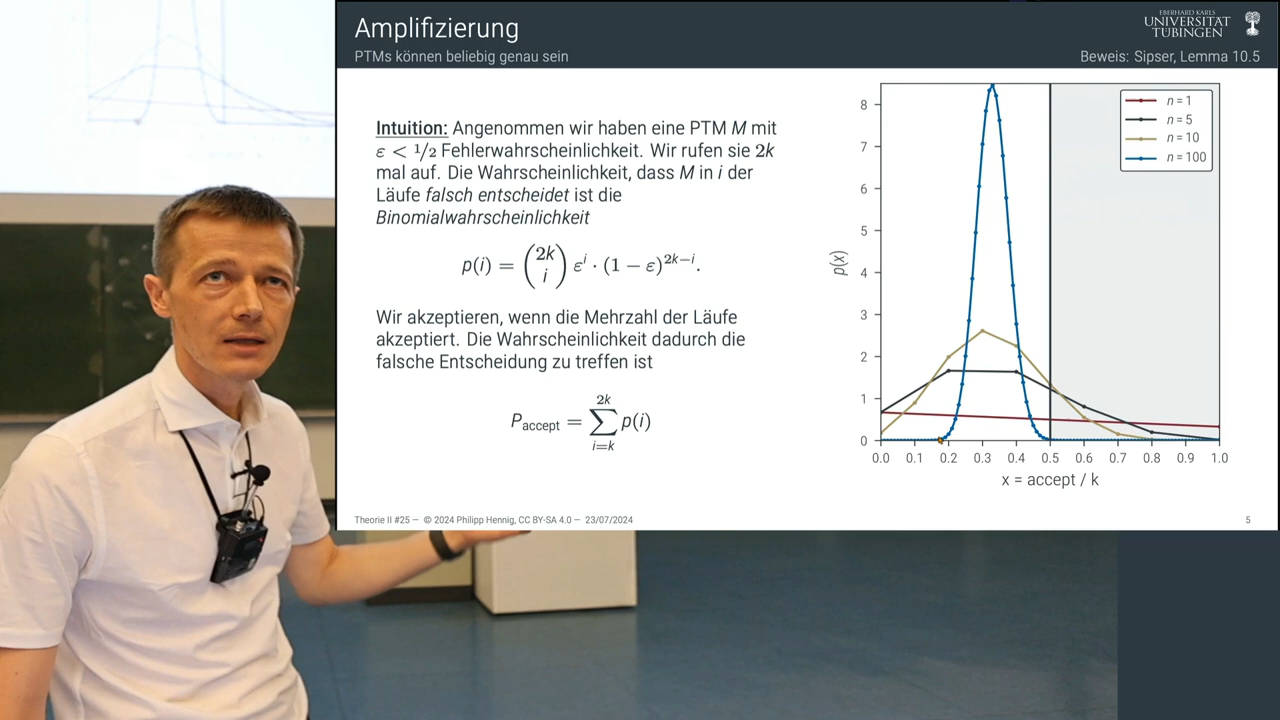 Amplifizierung
PTMs können beliebig genau sein
EBERHARD KARLS
UNIVERSITÄT
TÜBINGEN
Beweis: Sipser, Lemma 10.5
Intuition: Angenommen wir haben eine PTM M mit
ε < 1/2 Fehlerwahrscheinlichkeit. Wir rufen sie 2k
mal auf. Die Wahrscheinlichkeit, dass M in i der
Läufe falsch entscheidet ist die
Binomialwahrscheinlichkeit
p(i) = (2k i) ε^i · (1 − ε)^{2k−i}.
Wir akzeptieren, wenn die Mehrzahl der Läufe
akzeptiert. Die Wahrscheinlichkeit dadurch die
falsche Entscheidung zu treffen ist
P_accept = ∑_{i=k}^{2k} p(i)
n = 1
n = 5
n = 10
n = 100
8
7
6
5
4
3
2
1
0
p(x)
0.0 0.1 0.2 0.3 0.4 0.5 0.6 0.7 0.8 0.9 1.0
x = accept / k
Theorie II #25 — © 2024 Philipp Hennig, CC BY-SA 4.0 — 23/07/2024
5